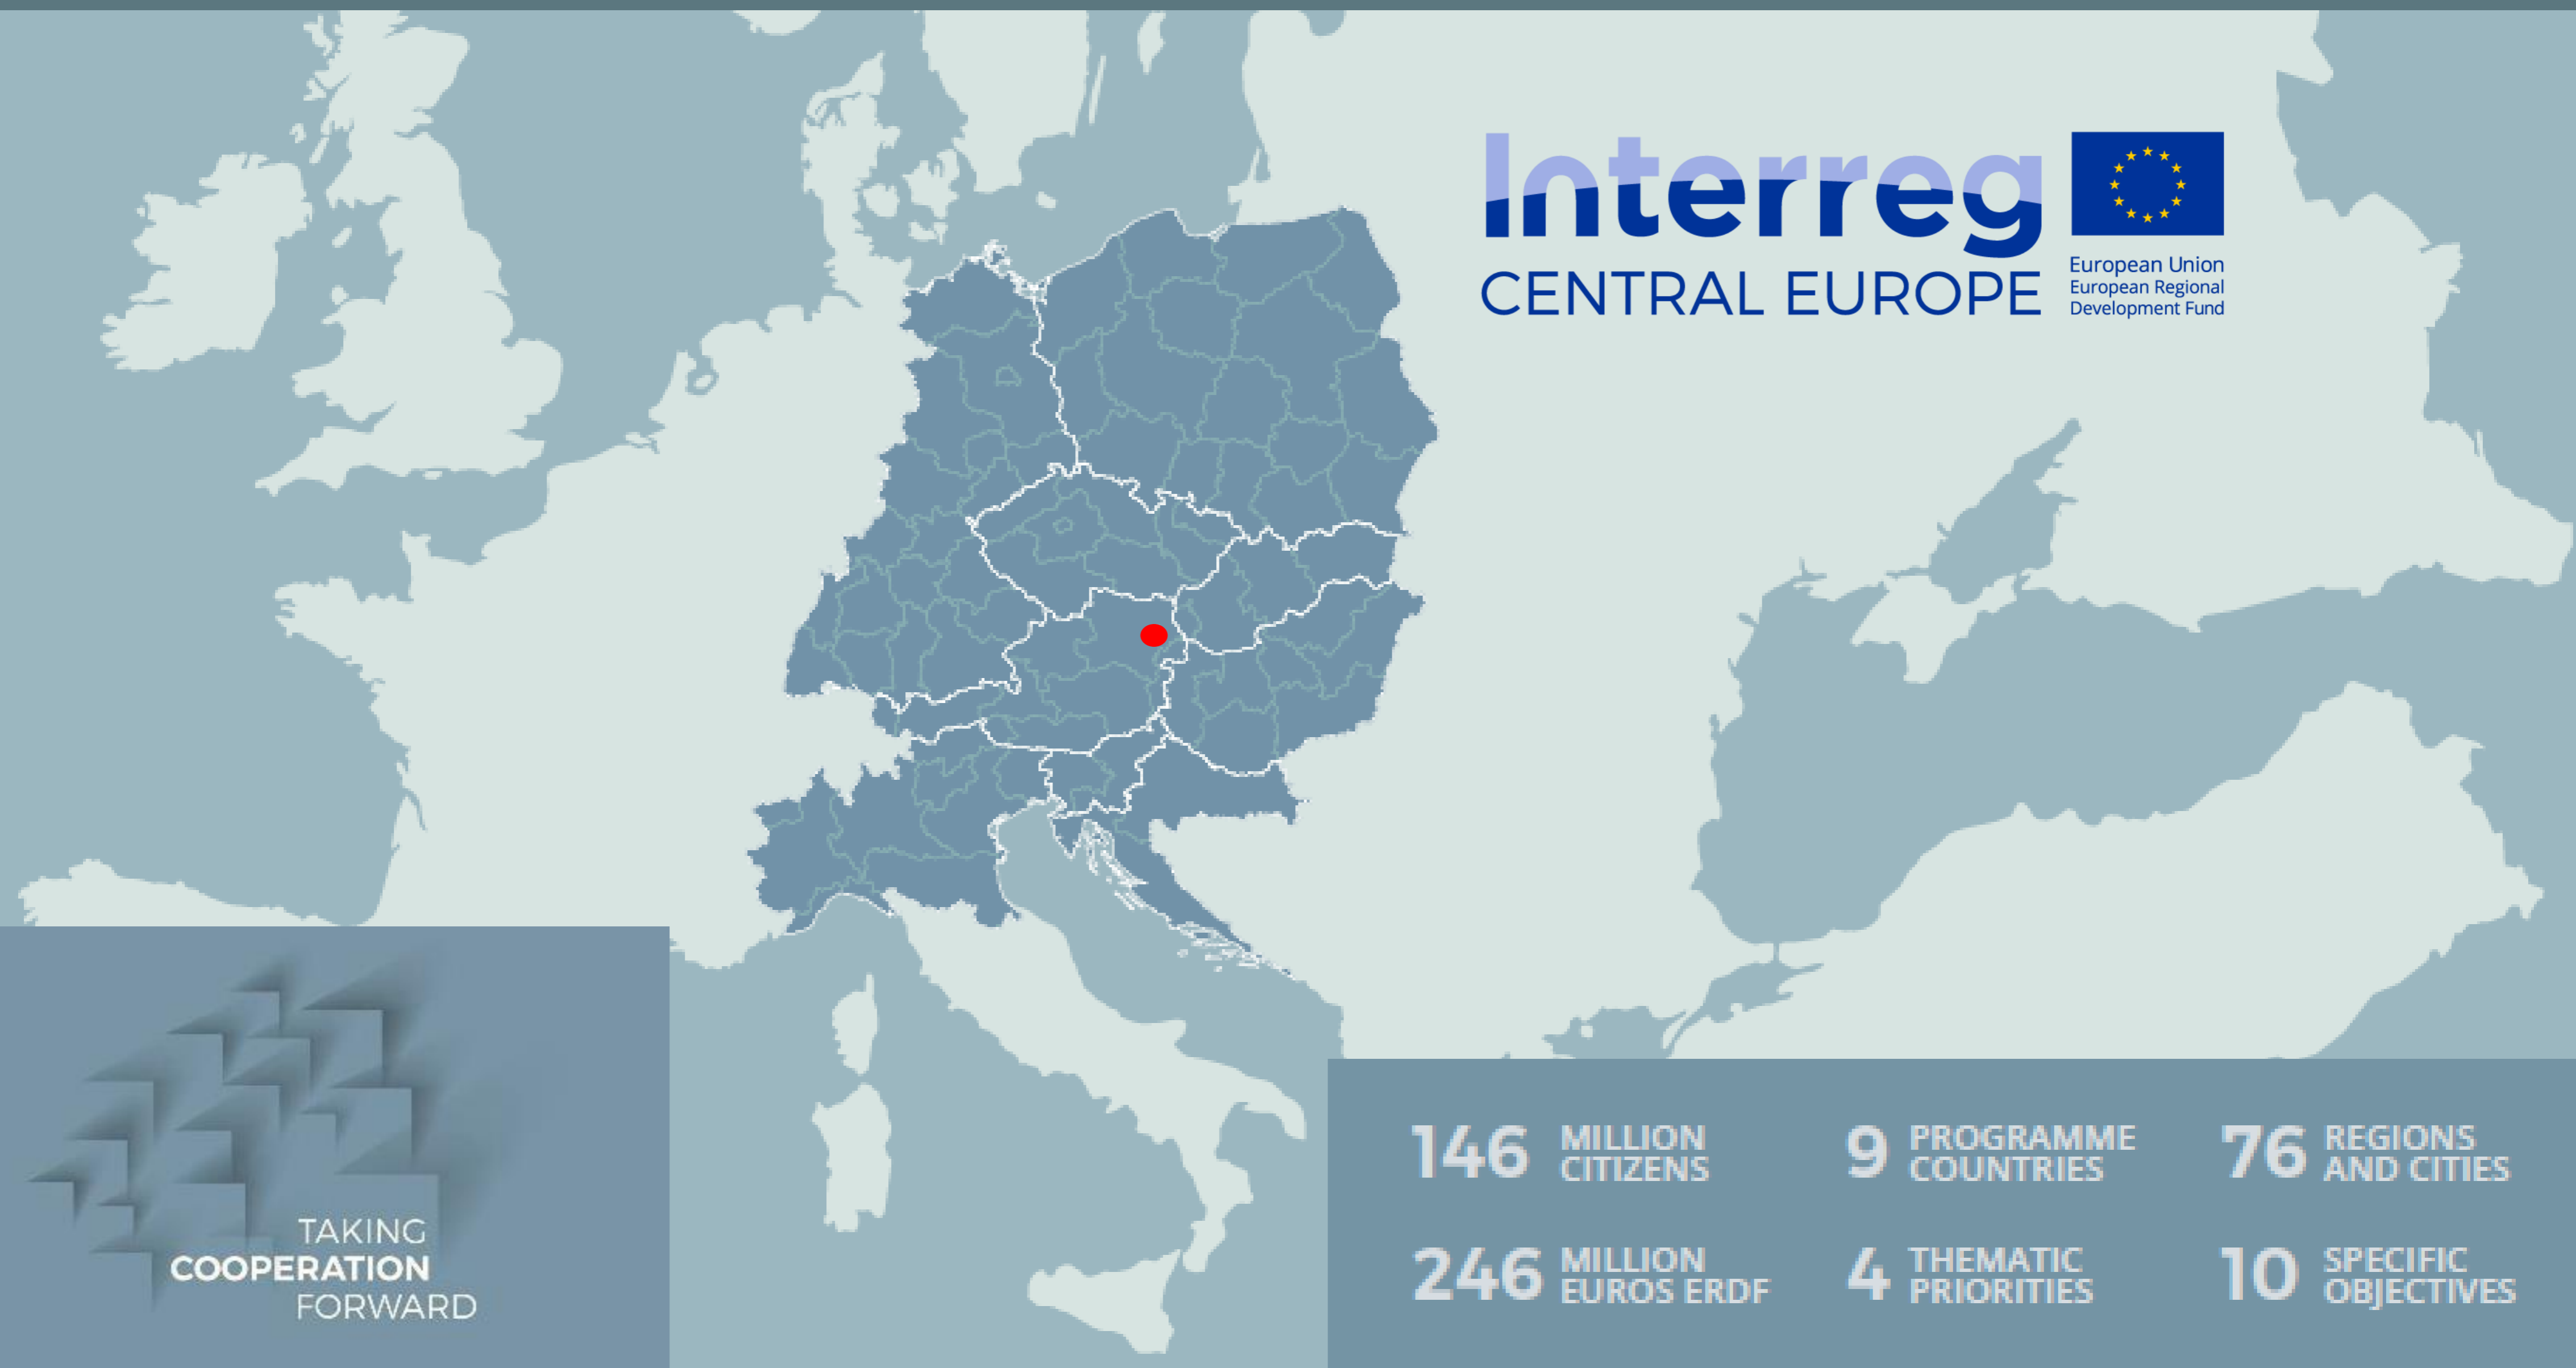 Interreg
CENTRAL EUROPE
European Union
European Regional
Development Fund
TAKING
COOPERATION
FORWARD
146 MILLION
CITIZENS
9 PROGRAMME
COUNTRIES
76 REGIONS
AND CITIES
246 MILLION
EUROS ERDF
4 THEMATIC
PRIORITIES
10 SPECIFIC
OBJECTIVES